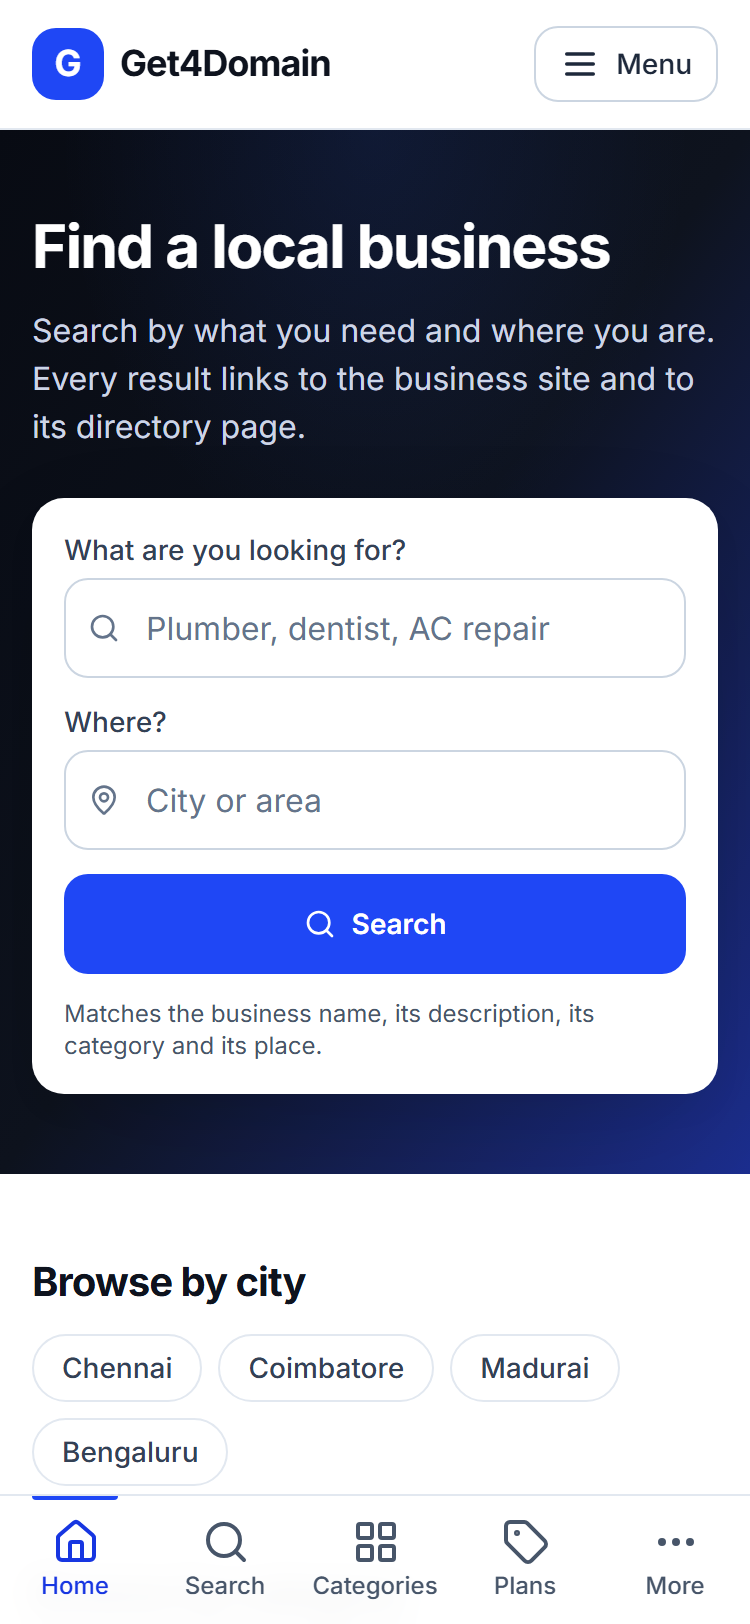 G Get4Domain
Menu
Find a local business
Search by what you need and where you are.
Every result links to the business site and to
its directory page.
What are you looking for?
Plumber, dentist, AC repair
Where?
City or area
Search
Matches the business name, its description, its
category and its place.
Browse by city
Chennai
Coimbatore
Madurai
Bengaluru
Home
Search
Categories
Plans
More